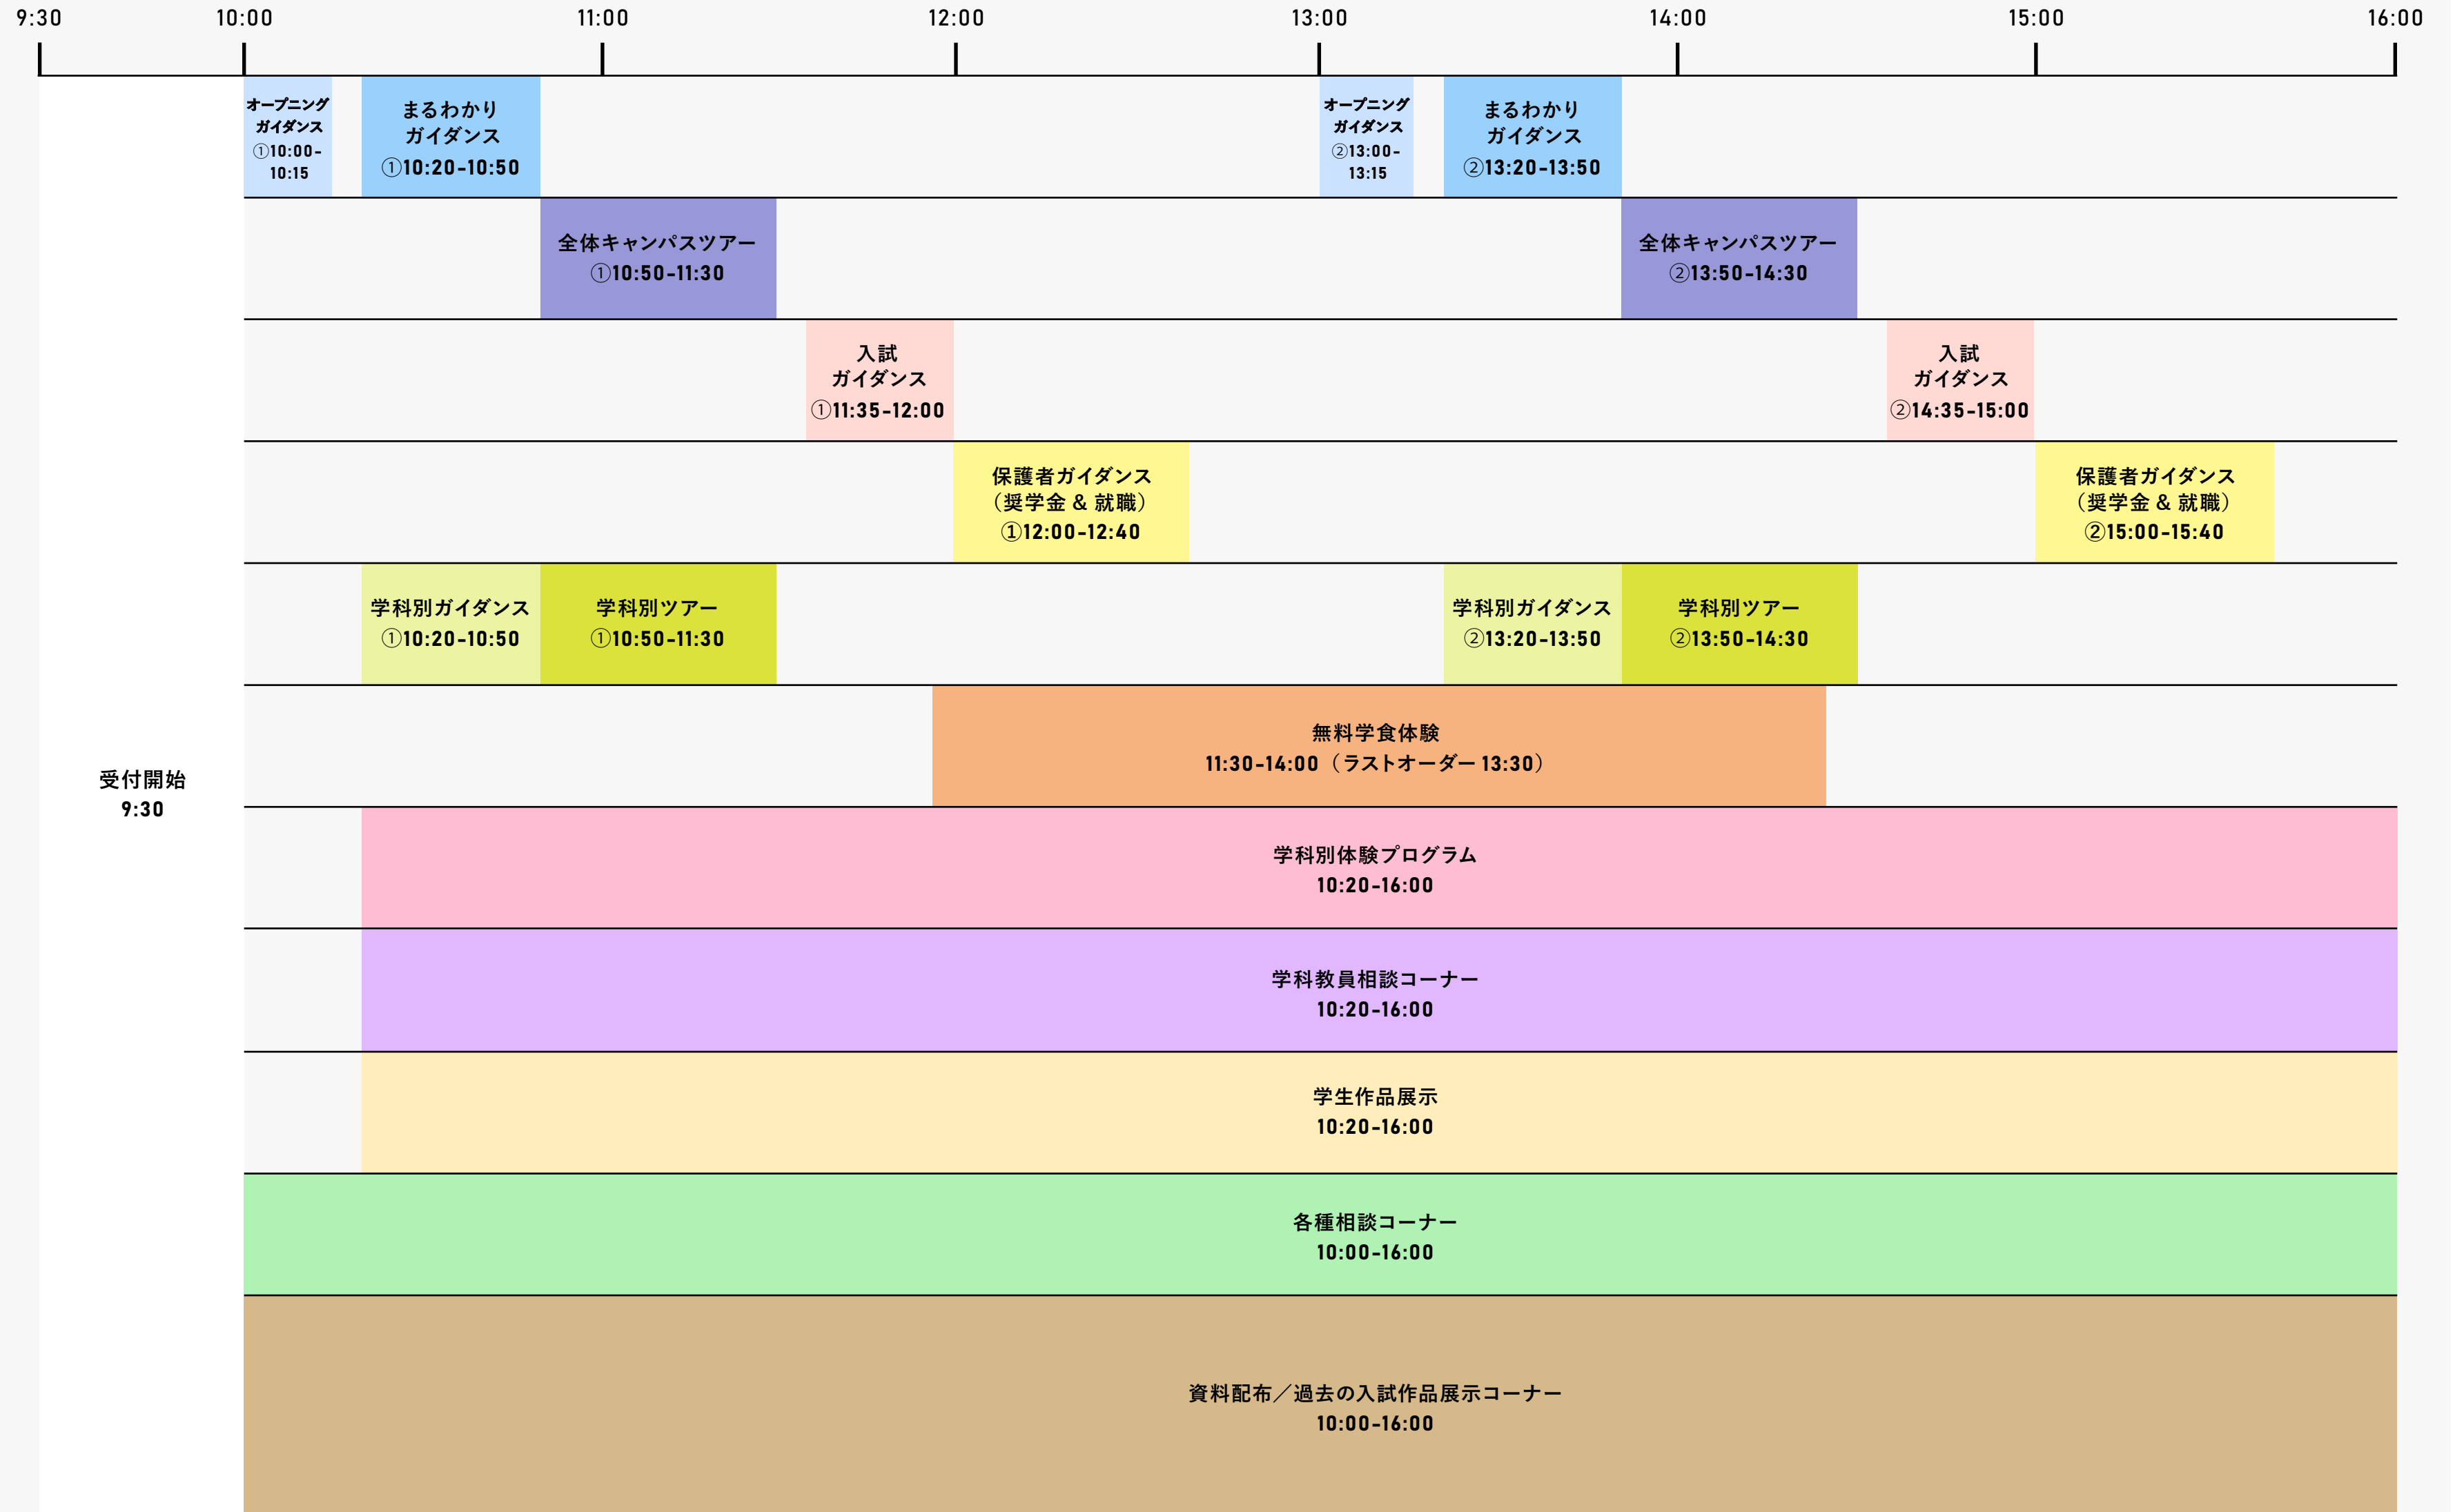 9:30 10:00 11:00 12:00 13:00 14:00 15:00 16:00
オープニング
ガイダンス
①10:00-
10:15
まるわかり
ガイダンス
①10:20-10:50
オープニング
ガイダンス
②13:00-
13:15
まるわかり
ガイダンス
②13:20-13:50
全体キャンパスツアー
①10:50-11:30
全体キャンパスツアー
②13:50-14:30
入試
ガイダンス
①11:35-12:00
入試
ガイダンス
②14:35-15:00
保護者ガイダンス
（奨学金 & 就職）
①12:00-12:40
保護者ガイダンス
（奨学金 & 就職）
②15:00-15:40
学科別ガイダンス
①10:20-10:50
学科別ツアー
①10:50-11:30
学科別ガイダンス
②13:20-13:50
学科別ツアー
②13:50-14:30
受付開始
9:30
無料学食体験
11:30-14:00（ラストオーダー 13:30）
学科別体験プログラム
10:20-16:00
学科教員相談コーナー
10:20-16:00
学生作品展示
10:20-16:00
各種相談コーナー
10:00-16:00
資料配布／過去の入試作品展示コーナー
10:00-16:00